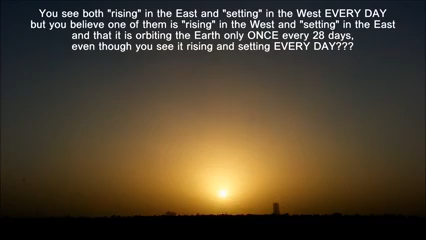 You see both "rising" in the East and "setting" in the West EVERY DAY
but you believe one of them is "rising" in the West and "setting" in the East
and that it is orbiting the Earth only ONCE every 28 days,
even though you see it rising and setting EVERY DAY???